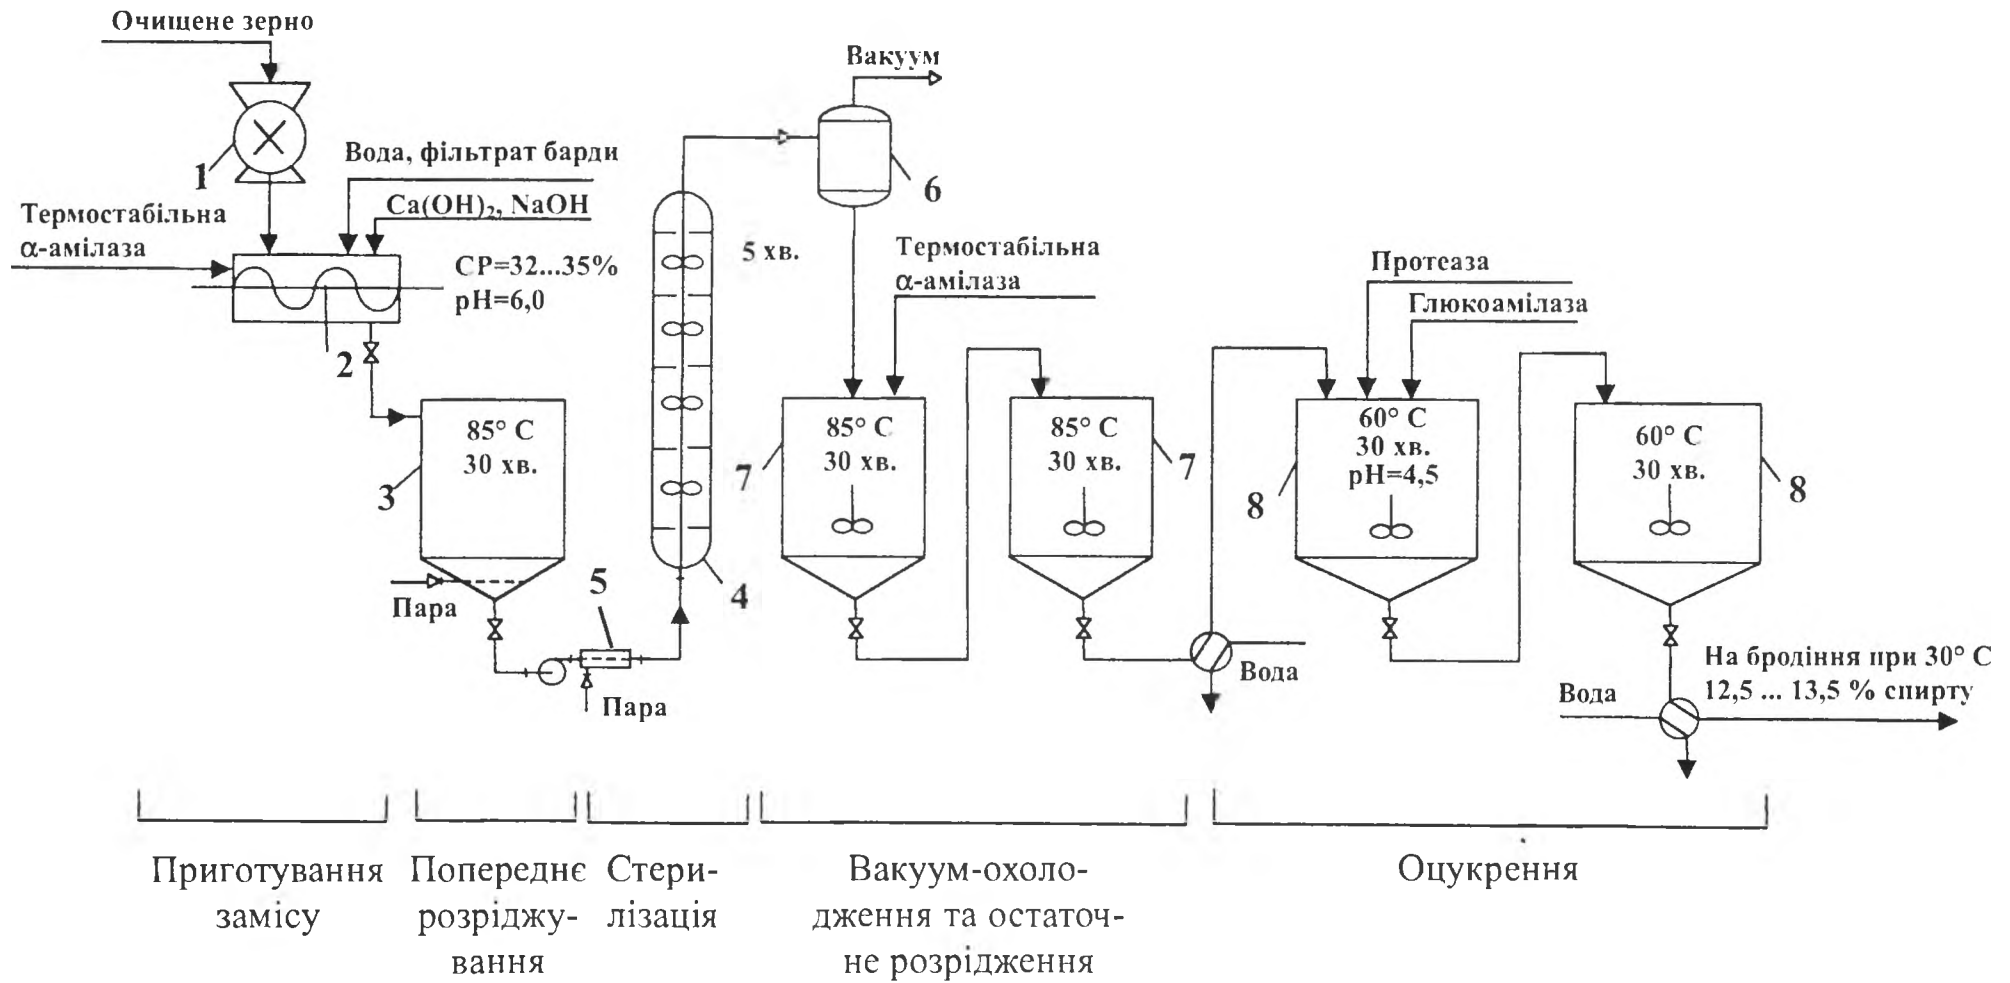 Очищене зерно
Вакуум
1
Вода, фільтрат барди
6
Ca(OH)₂, NaOH
Термостабільна
α-амілаза
5 хв.
Термостабільна
α-амілаза
СР=32...35%
pH=6,0
Протеаза
Глюкоамілаза
2
85° C
30 хв.
3
85° C
30 хв.
7
85° C
30 хв.
7
60° C
30 хв.
pH=4,5
8
60° C
30 хв.
8
Пара
5
4
Пара
Вода
Вода
На бродіння при 30° C
12,5 ... 13,5 % спирту
Приготування
замісу
Попереднє
розріджу-
вання
Стери-
лізація
Вакуум-охоло-
дження та остаточ-
не розрідження
Оцукрення